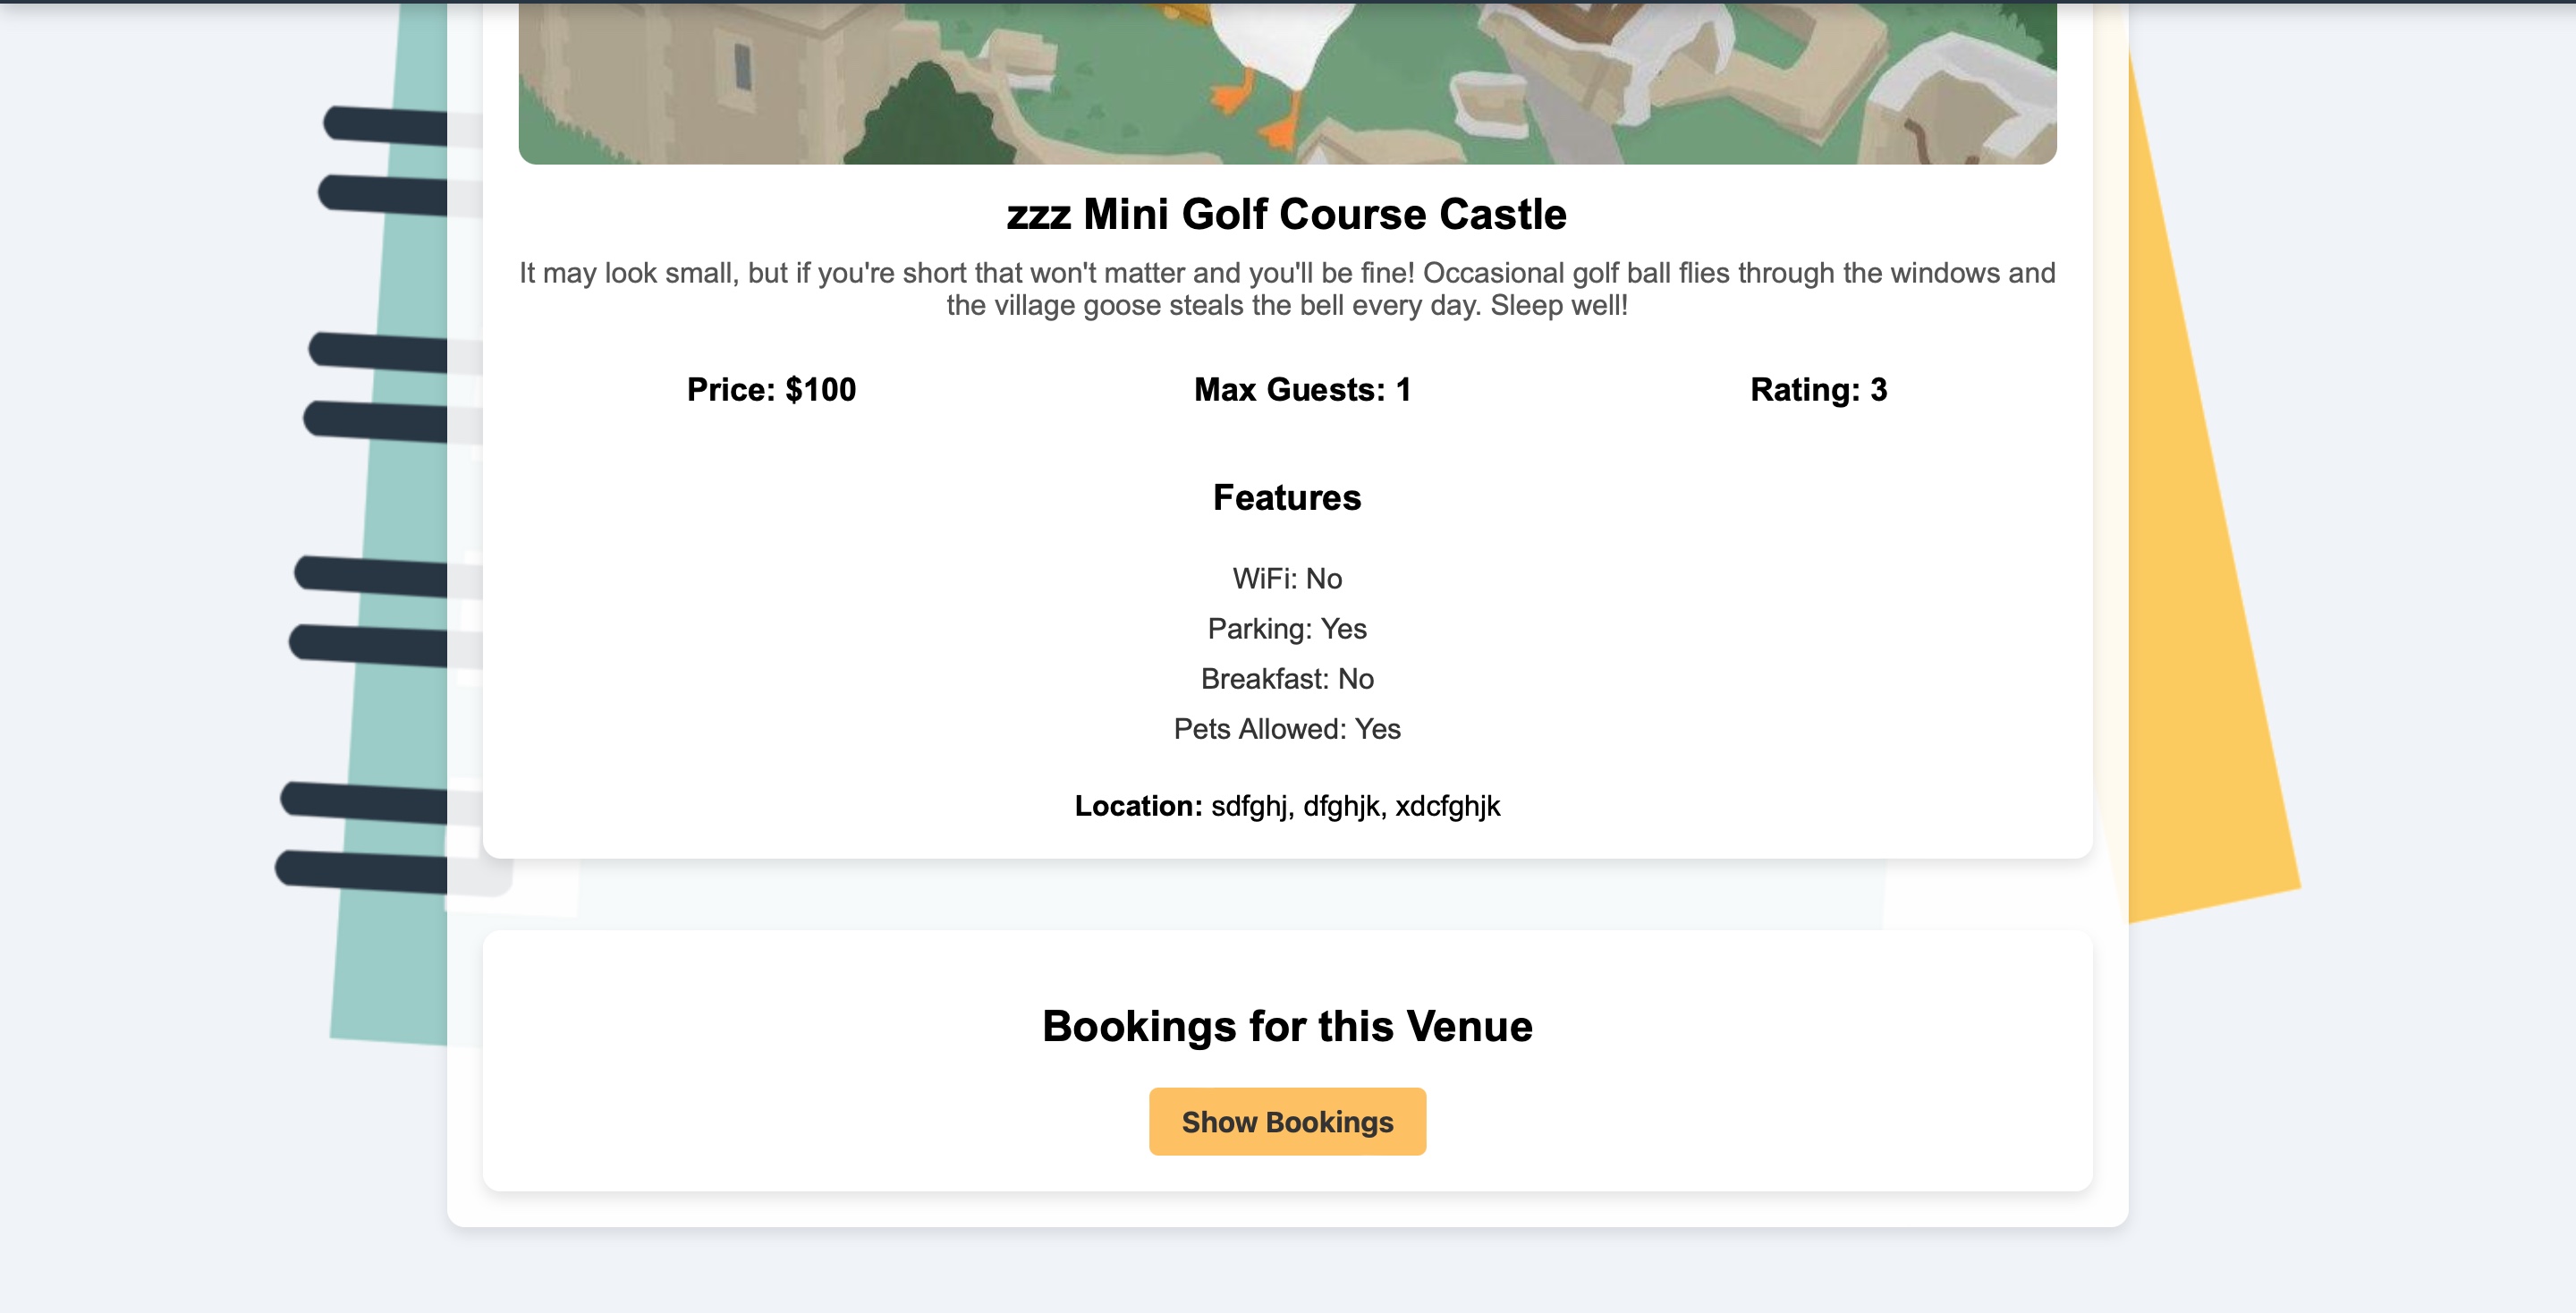 zzz Mini Golf Course Castle
It may look small, but if you're short that won't matter and you'll be fine! Occasional golf ball flies through the windows and
the village goose steals the bell every day. Sleep well!
Price: $100
Max Guests: 1
Rating: 3
Features
WiFi: No
Parking: Yes
Breakfast: No
Pets Allowed: Yes
Location: sdfghj, dfghjk, xdcfghjk
Bookings for this Venue
Show Bookings